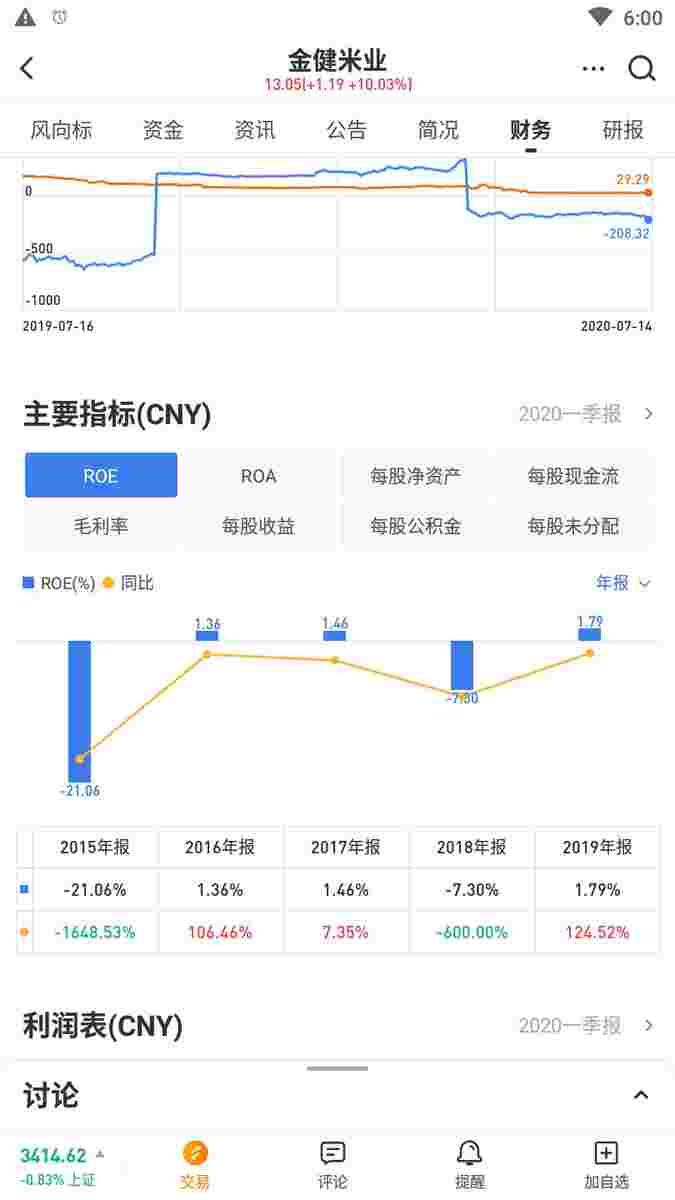 6:00
金健米业
13.05(+1.19 +10.03%)
风向标 资金 资讯 公告 简况 财务 研报
29.29
0
-208.32
-500
-1000
2019-07-16 2020-07-14
主要指标(CNY) 2020一季报
ROE ROA 每股净资产 每股现金流
毛利率 每股收益 每股公积金 每股未分配
ROE(%) 同比 年报
1.36 1.46 1.79
-7.30
-21.06
2015年报 2016年报 2017年报 2018年报 2019年报
-21.06% 1.36% 1.46% -7.30% 1.79%
-1648.53% 106.46% 7.35% -600.00% 124.52%
利润表(CNY) 2020一季报
讨论
3414.62
-0.83% 上证 交易 评论 提醒 加自选